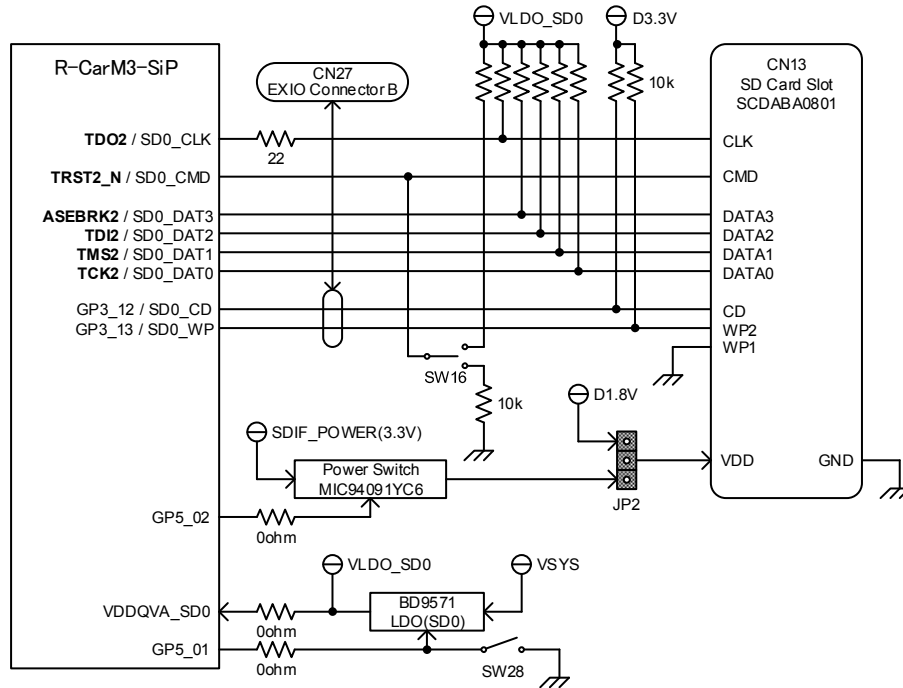 VLDO_SD0
D3.3V
R-CarM3-SiP
CN27
EXIO Connector B
10k
CN13
SD Card Slot
SCDABA0801
TDO2 / SD0_CLK
22
CLK
TRST2_N / SD0_CMD
CMD
ASEBRK2 / SD0_DAT3
DATA3
TDI2 / SD0_DAT2
DATA2
TMS2 / SD0_DAT1
DATA1
TCK2 / SD0_DAT0
DATA0
GP3_12 / SD0_CD
CD
GP3_13 / SD0_WP
WP2
WP1
SW16
10k
D1.8V
SDIF_POWER(3.3V)
Power Switch
MIC94091YC6
VDD
GND
JP2
GP5_02
0ohm
VLDO_SD0
VSYS
BD9571
LDO(SD0)
VDDQVA_SD0
0ohm
GP5_01
0ohm
SW28